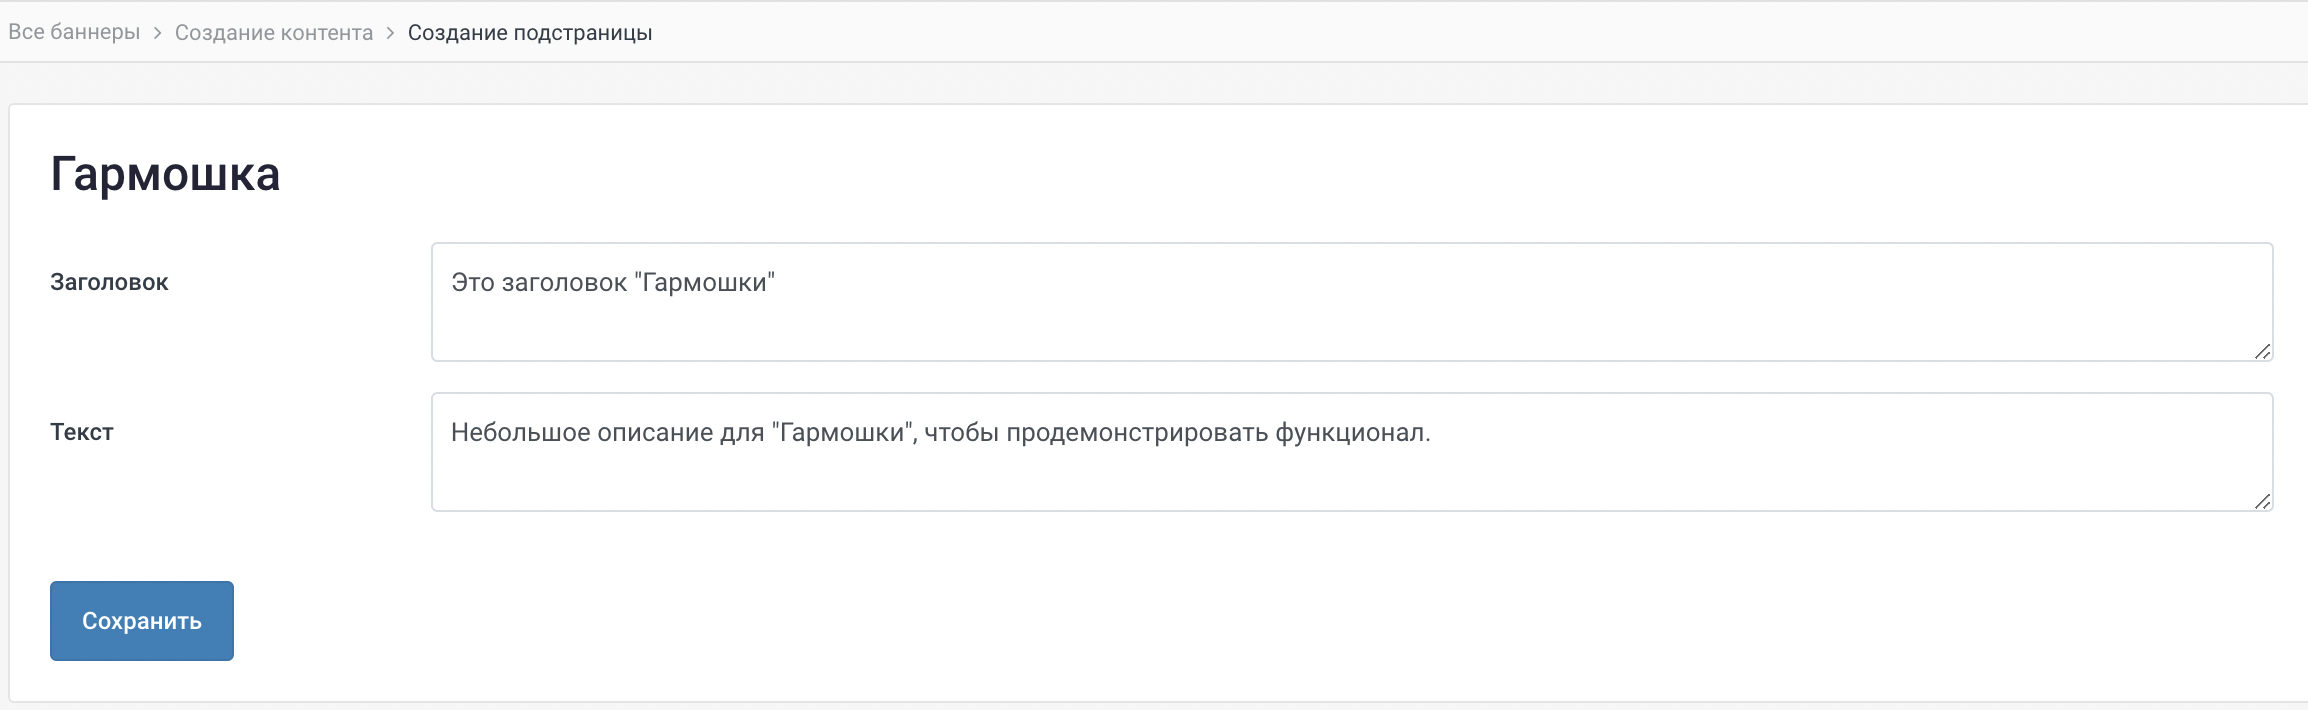 Все баннеры > Создание контента > Создание подстраницы
Гармошка
Заголовок
Это заголовок "Гармошки"
Текст
Небольшое описание для "Гармошки", чтобы продемонстрировать функционал.
Сохранить